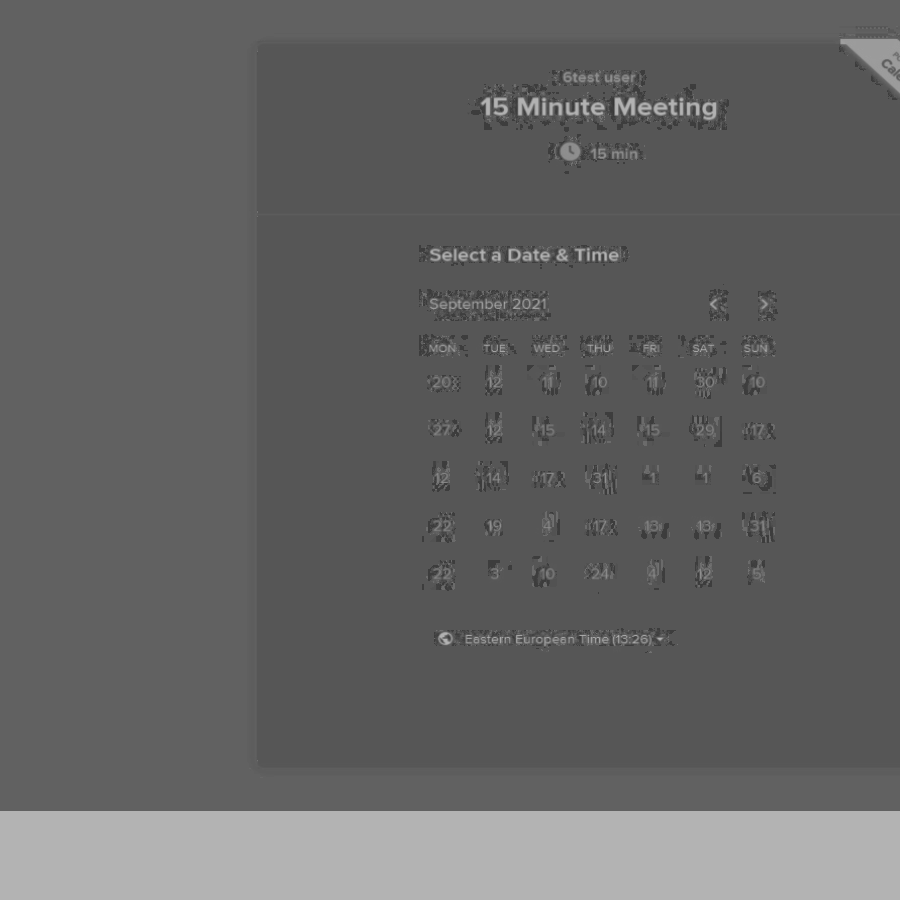 6test user
15 Minute Meeting
15 min
Select a Date & Time
September 2021
MON TUE WED THU FRI SAT SUN
20 12 11 10 11 30 10
27 12 15 14 15 29 17
12 14 17 31 1 1 6
22 19 4 17 13 13 31
22 3 10 24 4 12 5
Eastern European Time (13:26)